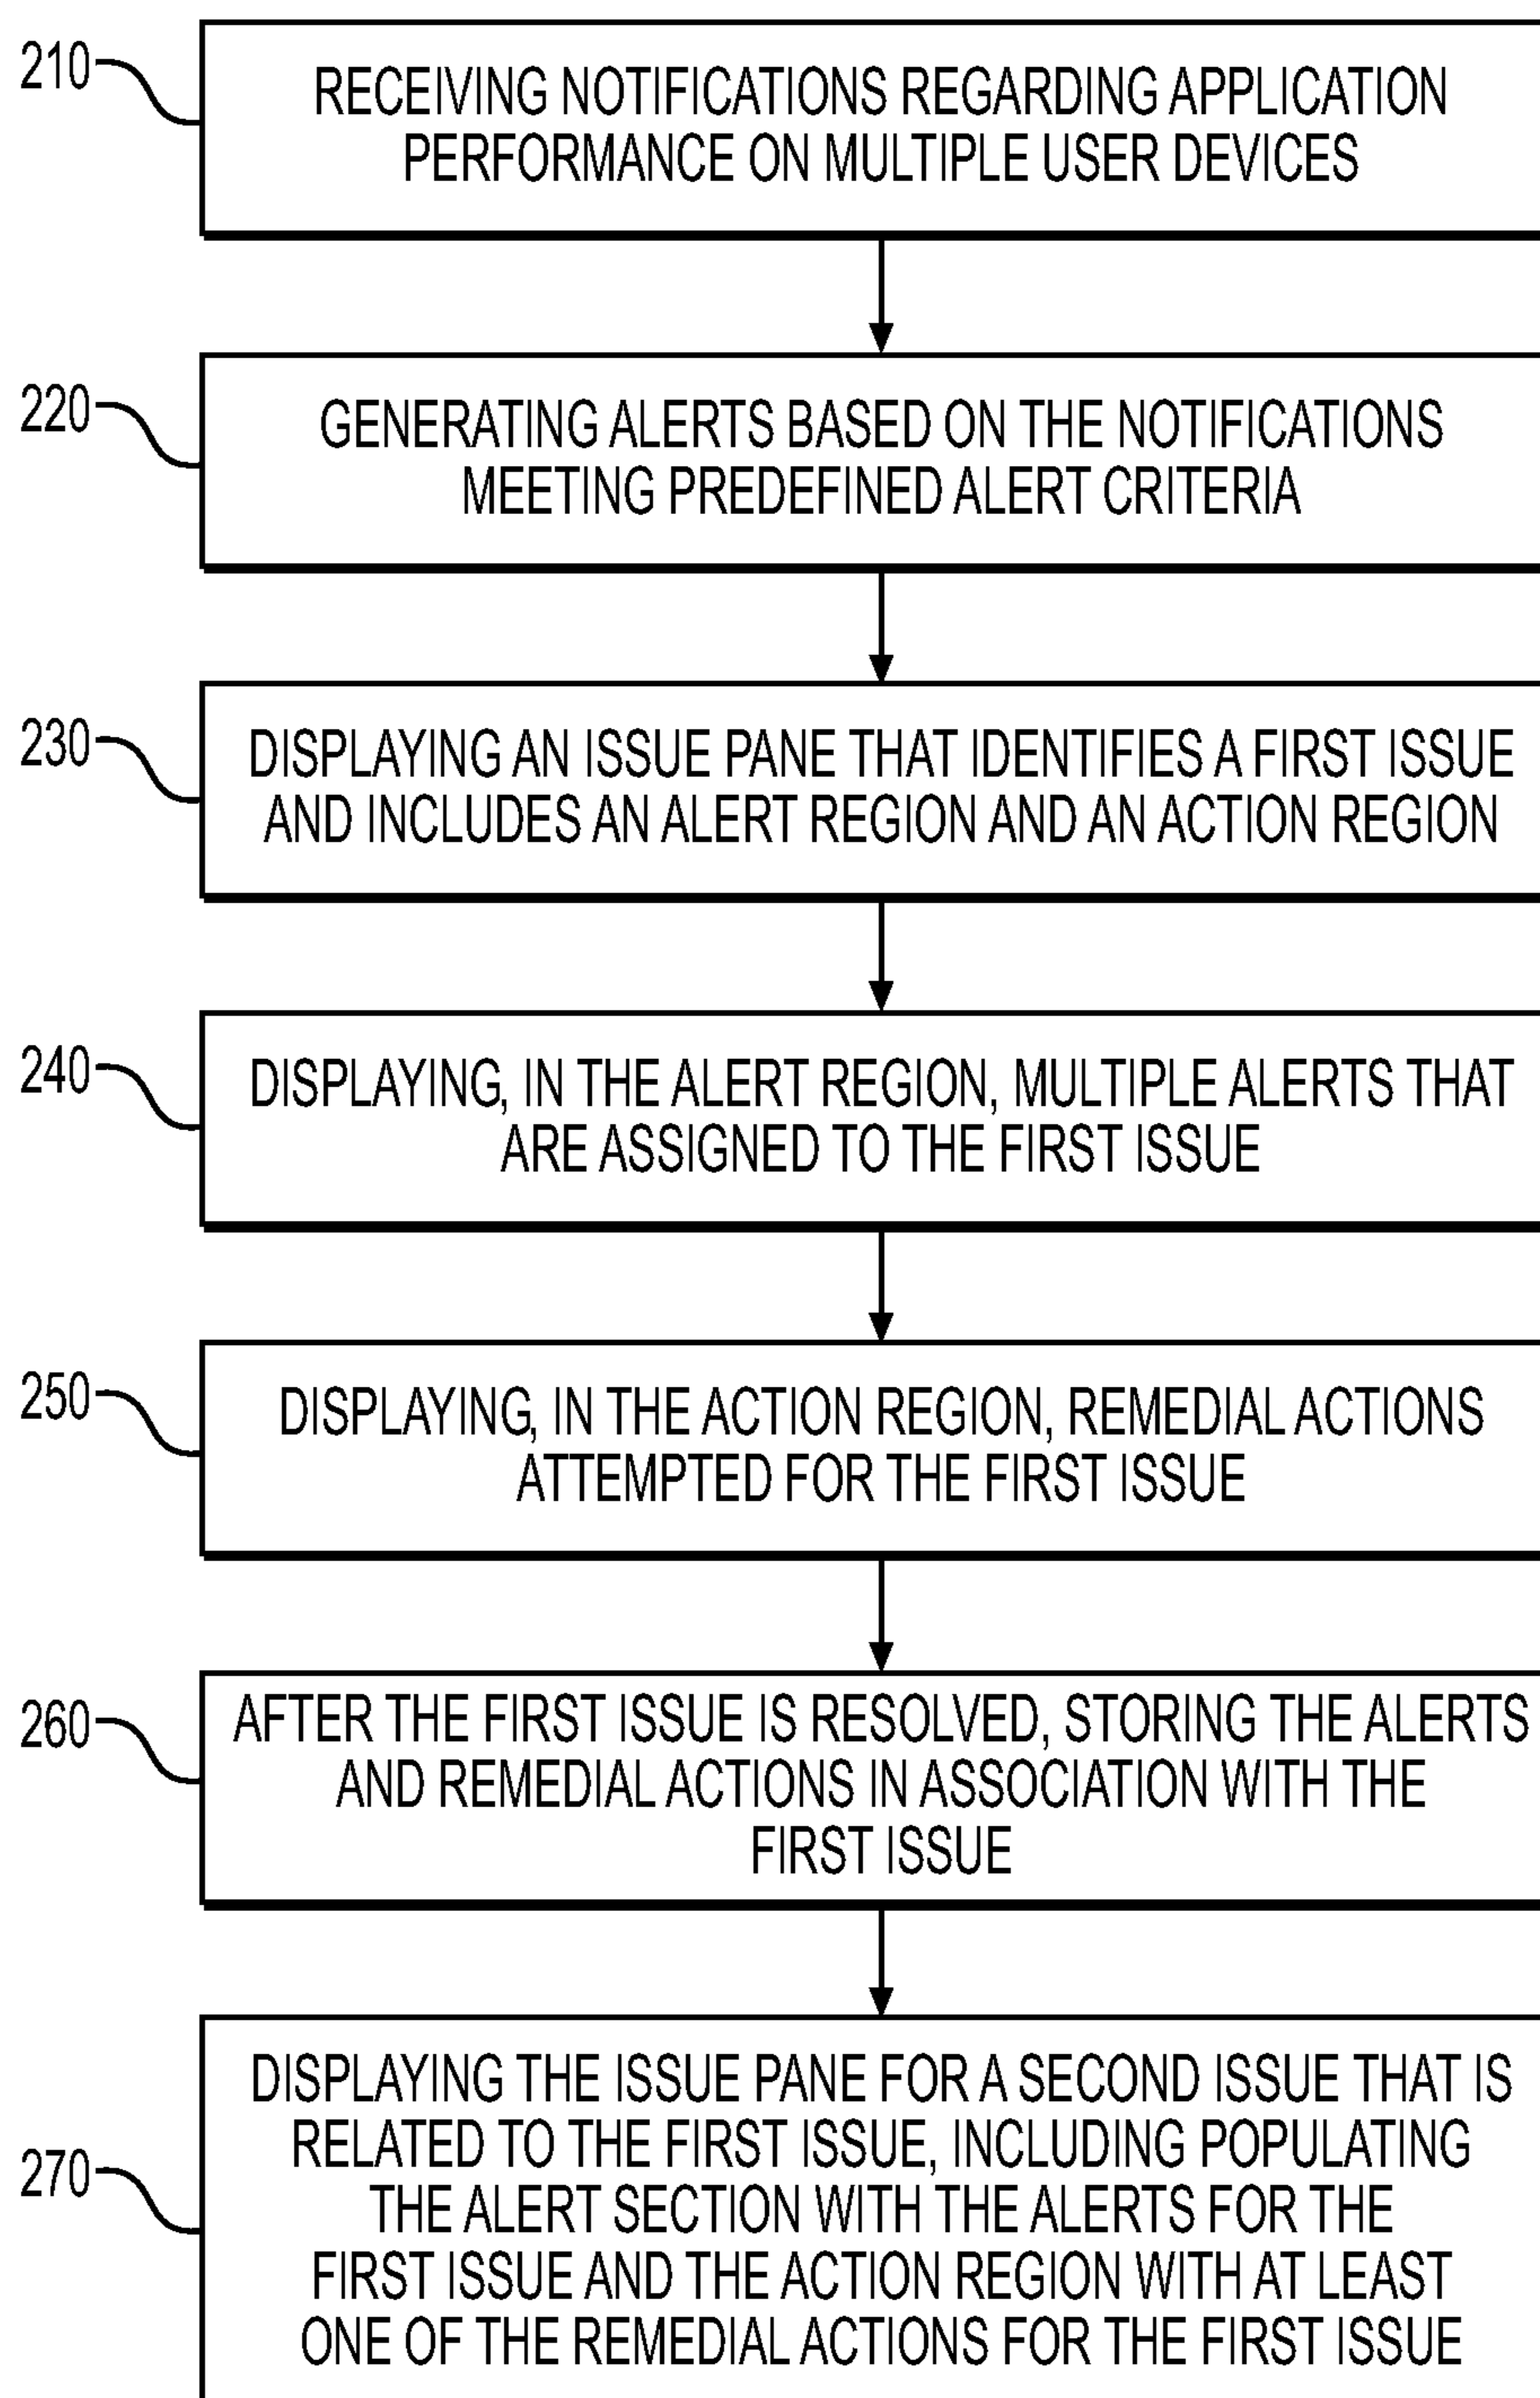 210
RECEIVING NOTIFICATIONS REGARDING APPLICATION
PERFORMANCE ON MULTIPLE USER DEVICES
220
GENERATING ALERTS BASED ON THE NOTIFICATIONS
MEETING PREDEFINED ALERT CRITERIA
230
DISPLAYING AN ISSUE PANE THAT IDENTIFIES A FIRST ISSUE
AND INCLUDES AN ALERT REGION AND AN ACTION REGION
240
DISPLAYING, IN THE ALERT REGION, MULTIPLE ALERTS THAT
ARE ASSIGNED TO THE FIRST ISSUE
250
DISPLAYING, IN THE ACTION REGION, REMEDIAL ACTIONS
ATTEMPTED FOR THE FIRST ISSUE
260
AFTER THE FIRST ISSUE IS RESOLVED, STORING THE ALERTS
AND REMEDIAL ACTIONS IN ASSOCIATION WITH THE
FIRST ISSUE
270
DISPLAYING THE ISSUE PANE FOR A SECOND ISSUE THAT IS
RELATED TO THE FIRST ISSUE, INCLUDING POPULATING
THE ALERT SECTION WITH THE ALERTS FOR THE
FIRST ISSUE AND THE ACTION REGION WITH AT LEAST
ONE OF THE REMEDIAL ACTIONS FOR THE FIRST ISSUE